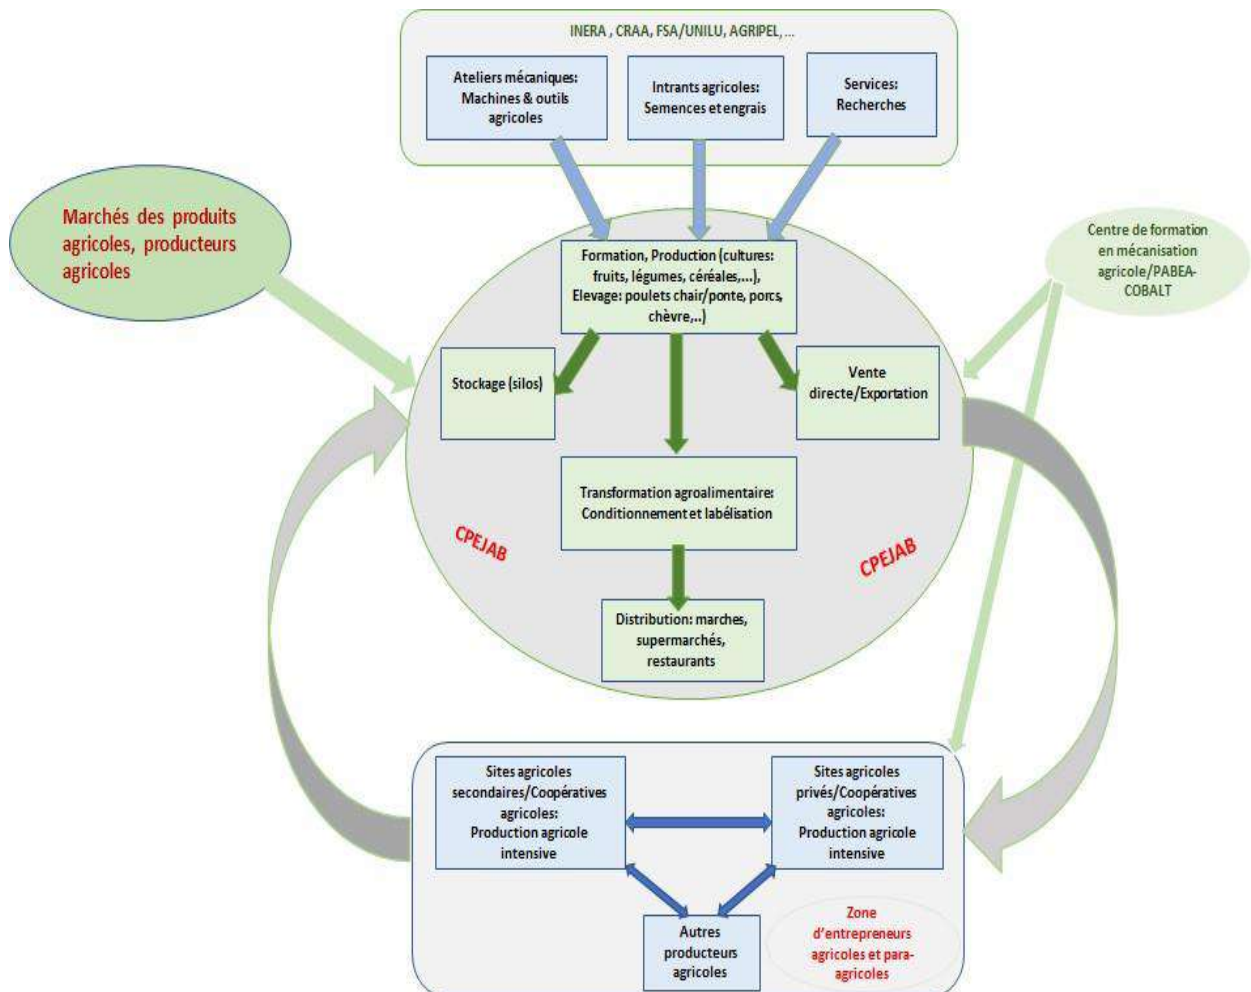 INERA , CRAA, FSA/UNILU, AGRIPEL, ...
Ateliers mécaniques:
Machines & outils
agricoles
Intrants agricoles:
Semences et engrais
Services:
Recherches
Marchés des produits
agricoles, producteurs
agricoles
Centre de formation
en mécanisation
agricole/PABEA-
COBALT
Formation, Production (cultures:
fruits, légumes, céréales,...),
Elevage: poulets chair/ponte, porcs,
chèvre,..)
Stockage (silos)
Vente
directe/Exportation
Transformation agroalimentaire:
Conditionnement et labélisation
CPEJAB
CPEJAB
Distribution: marches,
supermarchés,
restaurants
Sites agricoles
secondaires/Coopératives
agricoles:
Production agricole
intensive
Sites agricoles
privés/Coopératives
agricoles:
Production agricole
intensive
Autres
producteurs
agricoles
Zone
d'entrepreneurs
agricoles et para-
agricoles